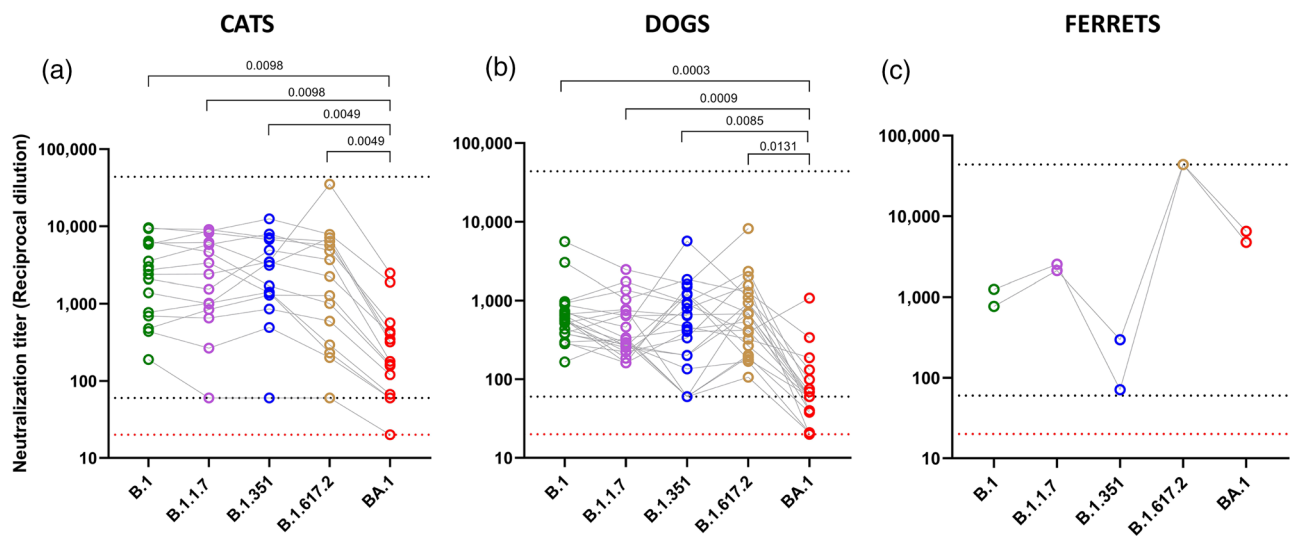 CATS
DOGS
FERRETS
(a)
0.0098
0.0098
0.0049
0.0049
Neutralization titer (Reciprocal dilution)
100,000
10,000
1,000
100
10
B.1
B.1.1.7
B.1.351
B.1.617.2
BA.1
(b)
0.0003
0.0009
0.0085
0.0131
100,000
10,000
1,000
100
10
B.1
B.1.1.7
B.1.351
B.1.617.2
BA.1
(c)
100,000
10,000
1,000
100
10
B.1
B.1.1.7
B.1.351
B.1.617.2
BA.1